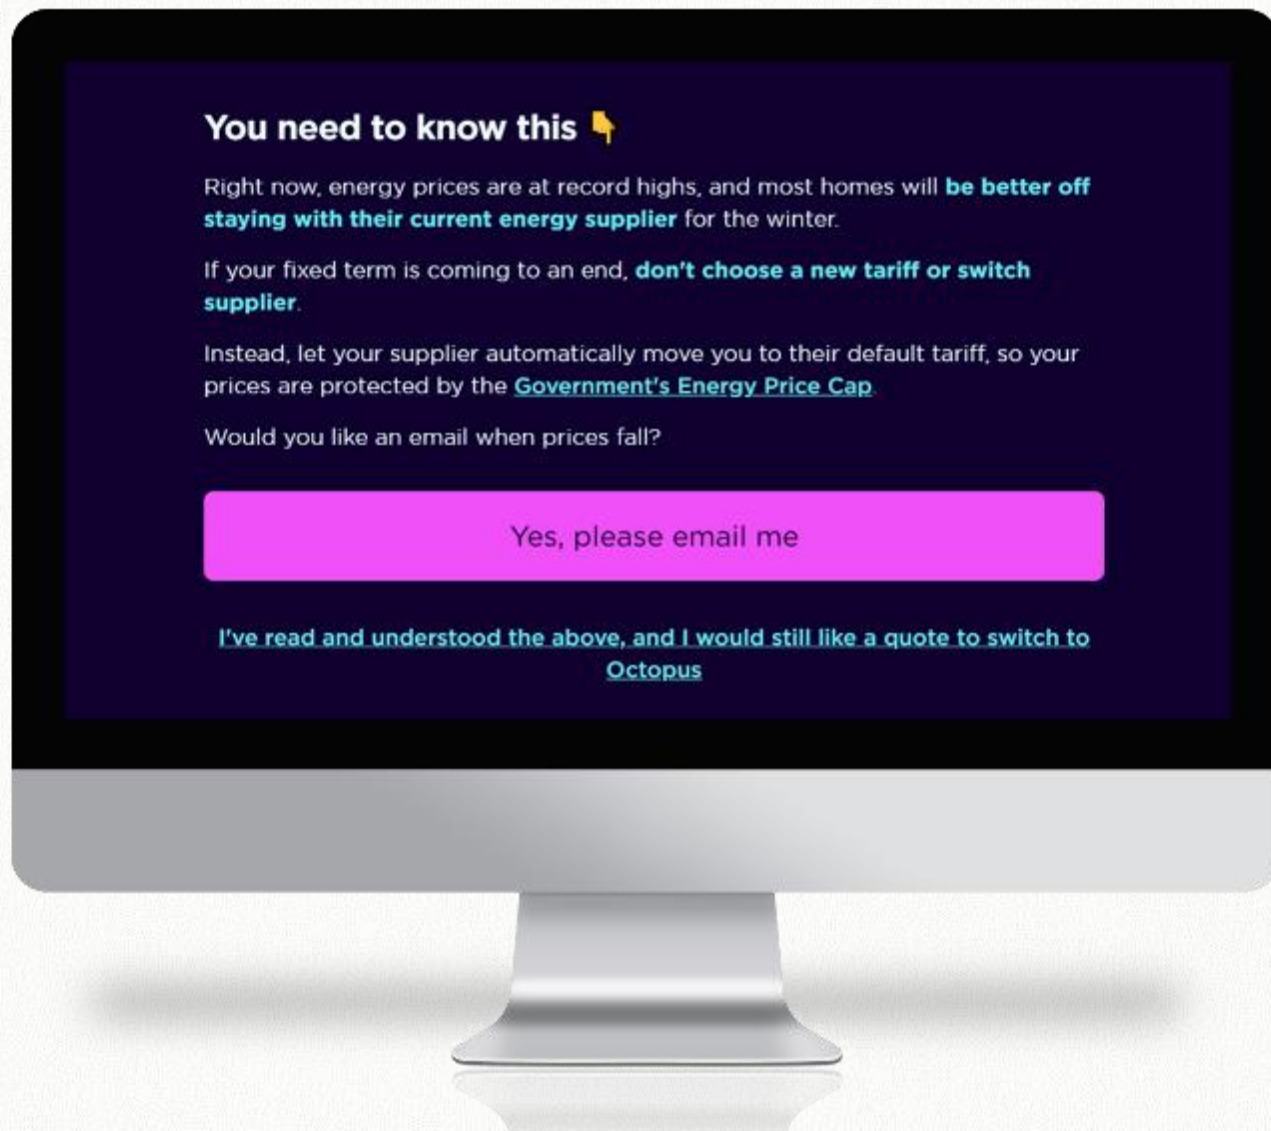 You need to know this 👇
Right now, energy prices are at record highs, and most homes will be better off
staying with their current energy supplier for the winter.
If your fixed term is coming to an end, don't choose a new tariff or switch
supplier.
Instead, let your supplier automatically move you to their default tariff, so your
prices are protected by the Government's Energy Price Cap.
Would you like an email when prices fall?
Yes, please email me
I've read and understood the above, and I would still like a quote to switch to
Octopus